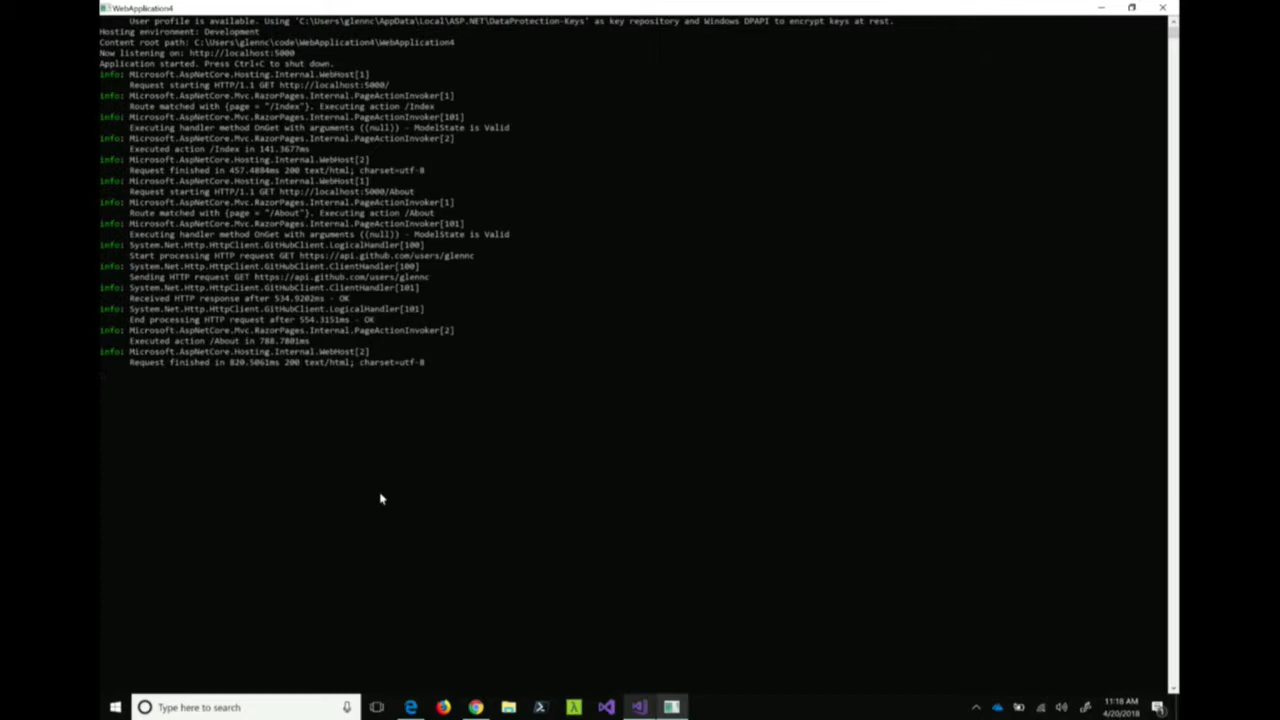 WebApplication4
User profile is available. Using 'C:\Users\glennc\AppData\Local\ASP.NET\DataProtection-Keys' as key repository and Windows DPAPI to encrypt keys at rest.
Hosting environment: Development
Content root path: C:\Users\glennc\code\WebApplication4\WebApplication4
Now listening on: http://localhost:5000
Application started. Press Ctrl+C to shut down.
info: Microsoft.AspNetCore.Hosting.Internal.WebHost[1]
Request starting HTTP/1.1 GET http://localhost:5000/
info: Microsoft.AspNetCore.Mvc.RazorPages.Internal.PageActionInvoker[1]
Route matched with {page = "/Index"}. Executing action /Index
info: Microsoft.AspNetCore.Mvc.RazorPages.Internal.PageActionInvoker[101]
Executing handler method OnGet with arguments ((null)) - ModelState is Valid
info: Microsoft.AspNetCore.Mvc.RazorPages.Internal.PageActionInvoker[2]
Executed action /Index in 141.3677ms
info: Microsoft.AspNetCore.Hosting.Internal.WebHost[2]
Request finished in 457.4884ms 200 text/html; charset=utf-8
info: Microsoft.AspNetCore.Hosting.Internal.WebHost[1]
Request starting HTTP/1.1 GET http://localhost:5000/About
info: Microsoft.AspNetCore.Mvc.RazorPages.Internal.PageActionInvoker[1]
Route matched with {page = "/About"}. Executing action /About
info: Microsoft.AspNetCore.Mvc.RazorPages.Internal.PageActionInvoker[101]
Executing handler method OnGet with arguments ((null)) - ModelState is Valid
info: System.Net.Http.HttpClient.GitHubClient.LogicalHandler[100]
Start processing HTTP request GET https://api.github.com/users/glennc
info: System.Net.Http.HttpClient.GitHubClient.ClientHandler[100]
Sending HTTP request GET https://api.github.com/users/glennc
info: System.Net.Http.HttpClient.GitHubClient.ClientHandler[101]
Received HTTP response after 534.9202ms - OK
info: System.Net.Http.HttpClient.GitHubClient.LogicalHandler[101]
End processing HTTP request after 554.3151ms - OK
info: Microsoft.AspNetCore.Mvc.RazorPages.Internal.PageActionInvoker[2]
Executed action /About in 788.7801ms
info: Microsoft.AspNetCore.Hosting.Internal.WebHost[2]
Request finished in 820.5061ms 200 text/html; charset=utf-8
Type here to search
11:18 AM
4/20/2018